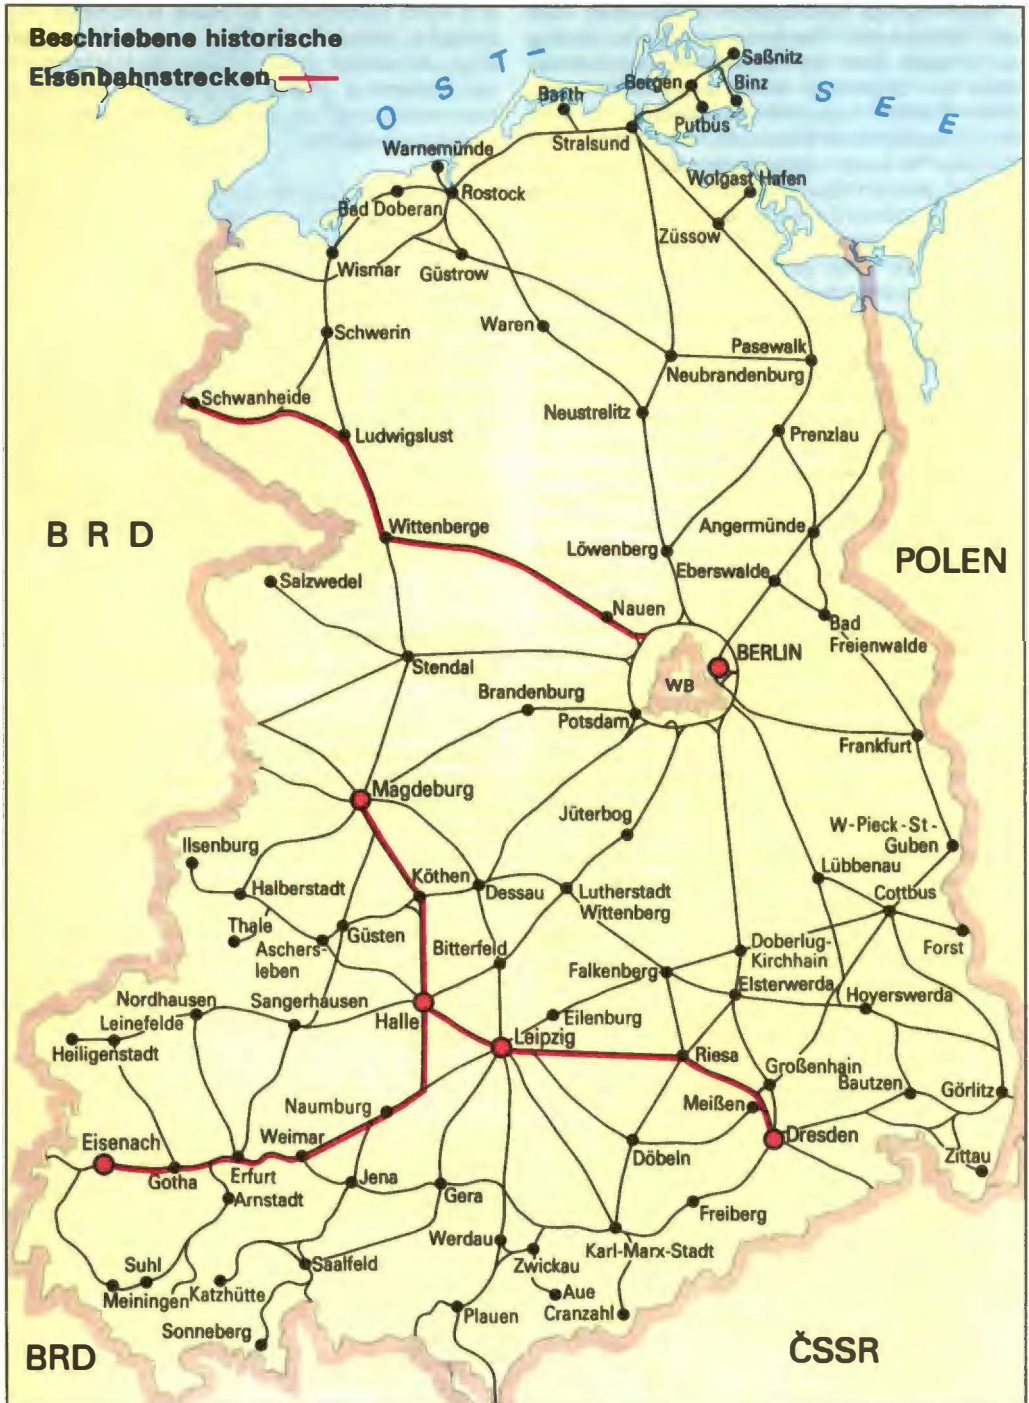 Beschriebene historische
Eisenbahnstrecken
OST-
SEE
Saßnitz
Bergen
Binz
Barth
Putbus
Stralsund
Warnemünde
Wolgast Hafen
Rostock
Bad Doberan
Züssow
Wismar
Güstrow
Waren
Schwerin
Pasewalk
Neubrandenburg
Schwanheide
Neustrelitz
Ludwigslust
Prenzlau
BRD
Wittenberge
Angermünde
Löwenberg
POLEN
Eberswalde
Salzwedel
Nauen
Bad
Freienwalde
Stendal
BERLIN
WB
Brandenburg
Potsdam
Frankfurt
Magdeburg
Jüterbog
W-Pieck-St-
Guben
Ilsenburg
Lübbenau
Köthen
Halberstadt
Dessau
Lutherstadt
Wittenberg
Cottbus
Thale
Güsten
Aschers-
leben
Forst
Bitterfeld
Doberlug-
Kirchhain
Falkenberg
Elsterwerda
Nordhausen
Sangerhausen
Hoyerswerda
Halle
Eilenburg
Leinefelde
Heiligenstadt
Leipzig
Riesa
Großenhain
Bautzen
Görlitz
Naumburg
Meißen
Eisenach
Weimar
Dresden
Döbeln
Zittau
Gotha
Erfurt
Jena
Arnstadt
Gera
Freiberg
Werdau
Karl-Marx-Stadt
Zwickau
Suhl
Saalfeld
Meiningen
Katzhütte
Aue
Cranzahl
Plauen
Sonneberg
BRD
ČSSR